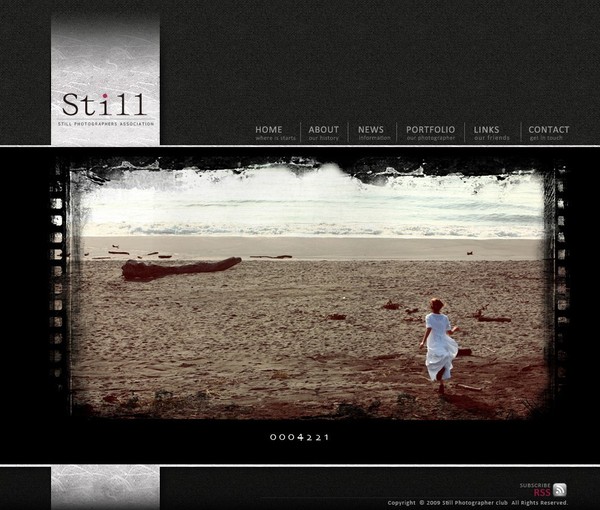 Still
STILL PHOTOGRAPHERS ASSOCIATION
HOME ABOUT NEWS PORTFOLIO LINKS CONTACT
where is starts our history information our photographer our friends get in touch
0004221
SUBSCRIBE
RSS
Copyright © 2009 Still Photographer club All Rights Reserved.